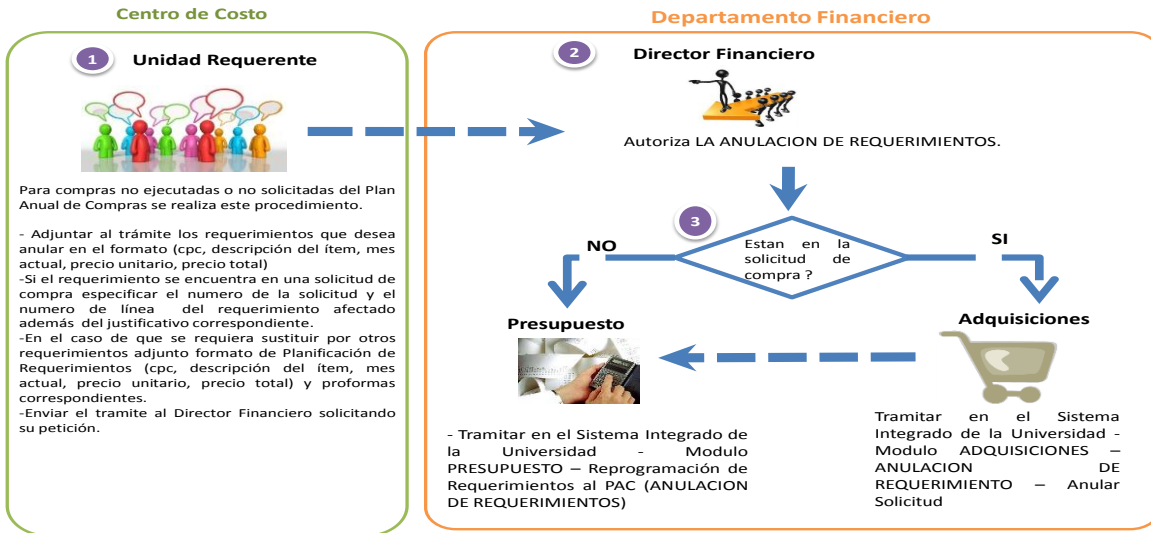 Centro de Costo
Departamento Financiero
1
Unidad Requerente
Para compras no ejecutadas o no solicitadas del Plan
Anual de Compras se realiza este procedimiento.
- Adjuntar al trámite los requerimientos que desea
anular en el formato (cpc, descripción del ítem, mes
actual, precio unitario, precio total)
-Si el requerimiento se encuentra en una solicitud de
compra especificar el numero de la solicitud y el
numero de línea del requerimiento afectado
además del justificativo correspondiente.
-En el caso de que se requiera sustituir por otros
requerimientos adjunto formato de Planificación de
Requerimientos (cpc, descripción del ítem, mes
actual, precio unitario, precio total) y proformas
correspondientes.
-Enviar el tramite al Director Financiero solicitando
su petición.
2
Director Financiero
Autoriza LA ANULACION DE REQUERIMIENTOS.
3
Estan en la
solicitud de
compra ?
NO
SI
Presupuesto
- Tramitar en el Sistema Integrado de
la Universidad - Modulo
PRESUPUESTO – Reprogramación de
Requerimientos al PAC (ANULACION
DE REQUERIMIENTOS)
Adquisiciones
Tramitar en el Sistema
Integrado de la Universidad -
Modulo ADQUISICIONES –
ANULACION DE
REQUERIMIENTO – Anular
Solicitud